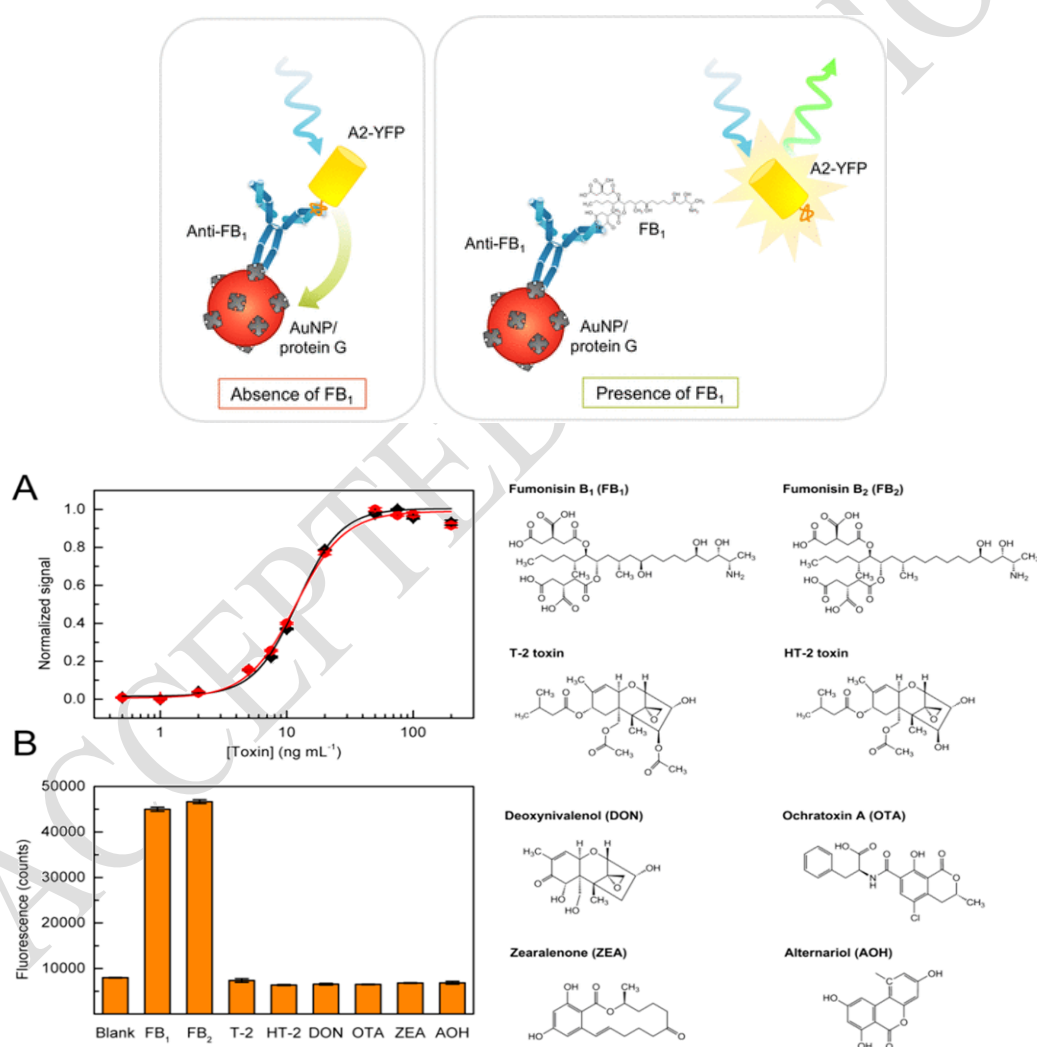 A2-YFP
Anti-FB₁
AuNP/
protein G
Absence of FB₁
A2-YFP
Anti-FB₁
FB₁
AuNP/
protein G
Presence of FB₁
ACCEPTED
A
Normalized signal
1.0
0.8
0.6
0.4
0.2
0.0
1 10 100
[Toxin] (ng mL⁻¹)
B
Fluorescence (counts)
50000
40000
30000
20000
10000
Blank FB₁ FB₂ T-2 HT-2 DON OTA ZEA AOH
Fumonisin B₁ (FB₁)
Fumonisin B₂ (FB₂)
T-2 toxin
HT-2 toxin
Deoxynivalenol (DON)
Ochratoxin A (OTA)
Zearalenone (ZEA)
Alternariol (AOH)